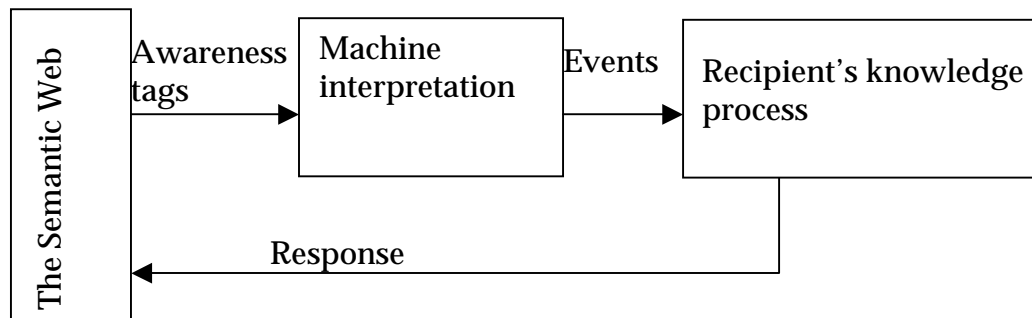 The Semantic Web
Awareness
tags
Machine
interpretation
Events
Recipient's knowledge
process
Response